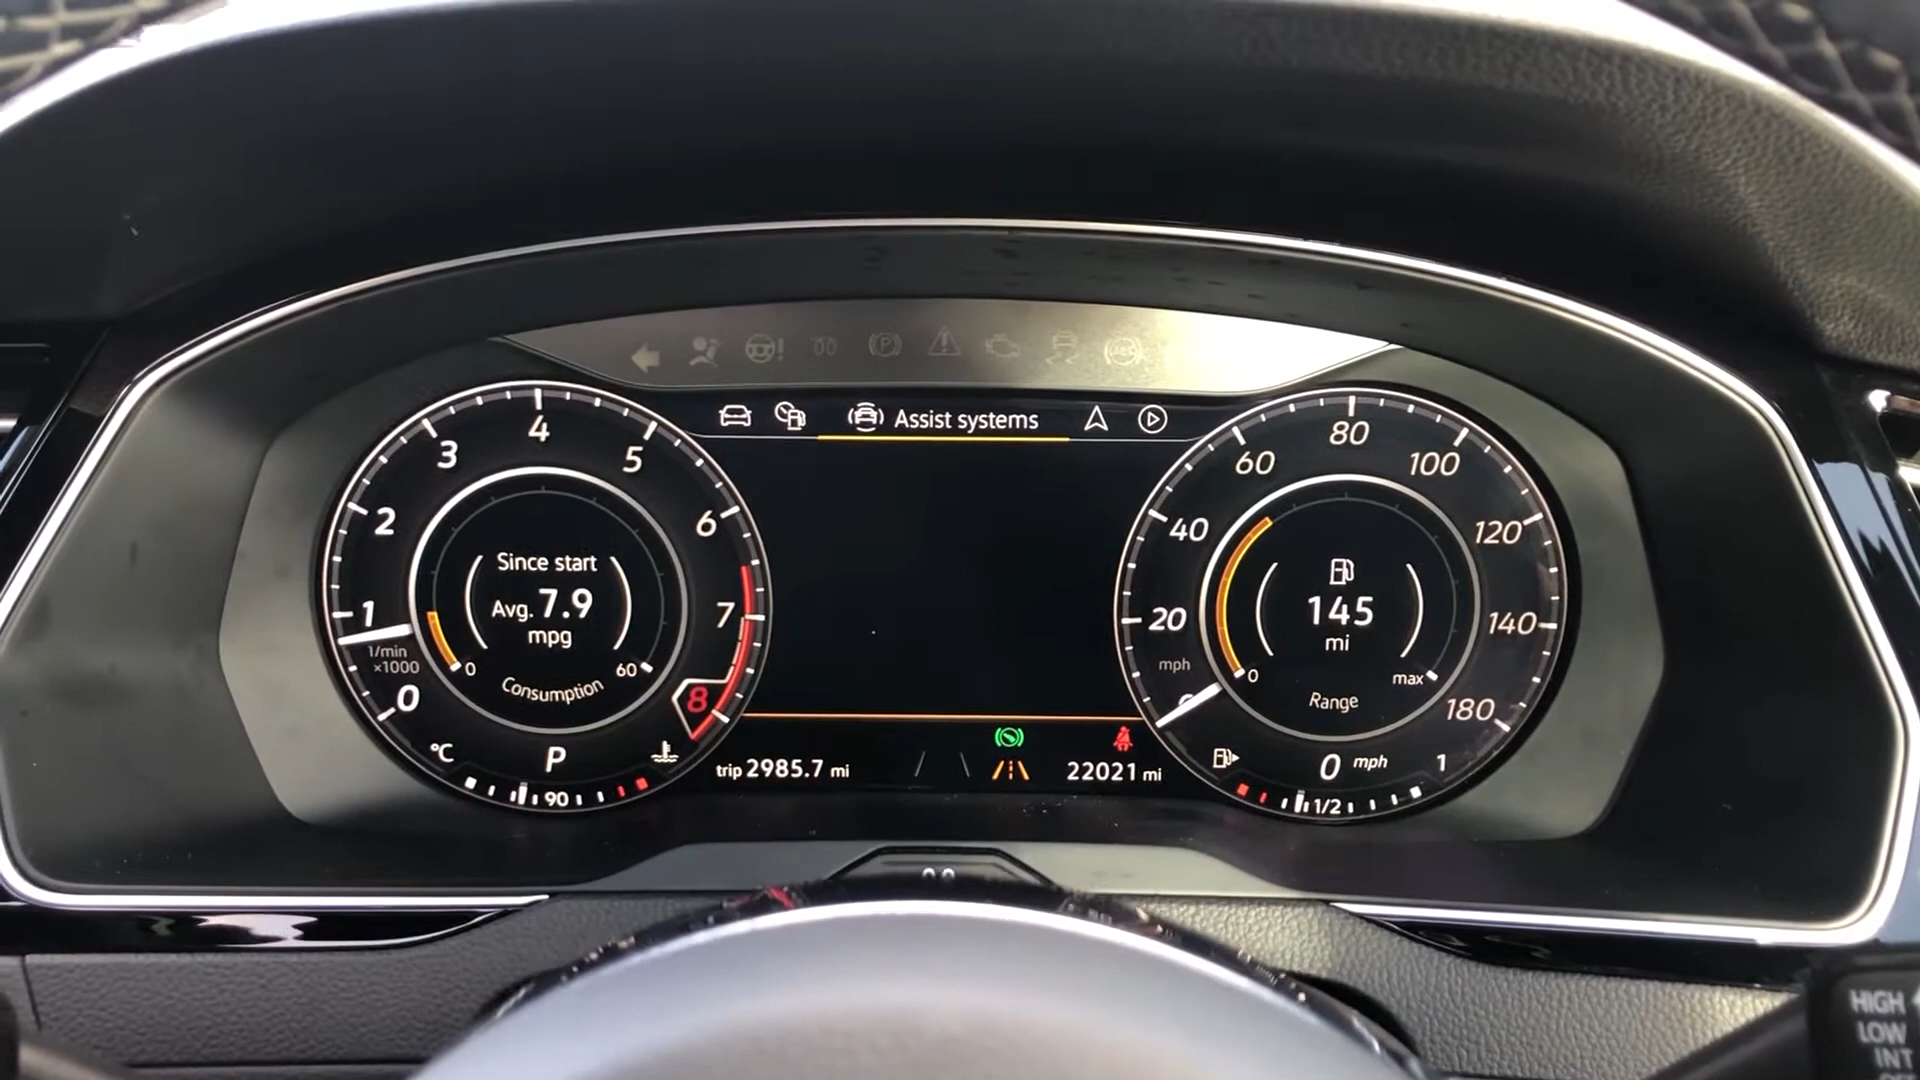 Assist systems
4
3
5
2
6
1
7
8
0
1/min
×1000
Since start
Avg. 7.9
mpg
0
60
Consumption
°C
P
90
trip 2985.7 mi
22021 mi
80
60
100
40
120
20
140
mph
180
145
mi
0
max
Range
0 mph
1
1/2
HIGH
LOW
INT